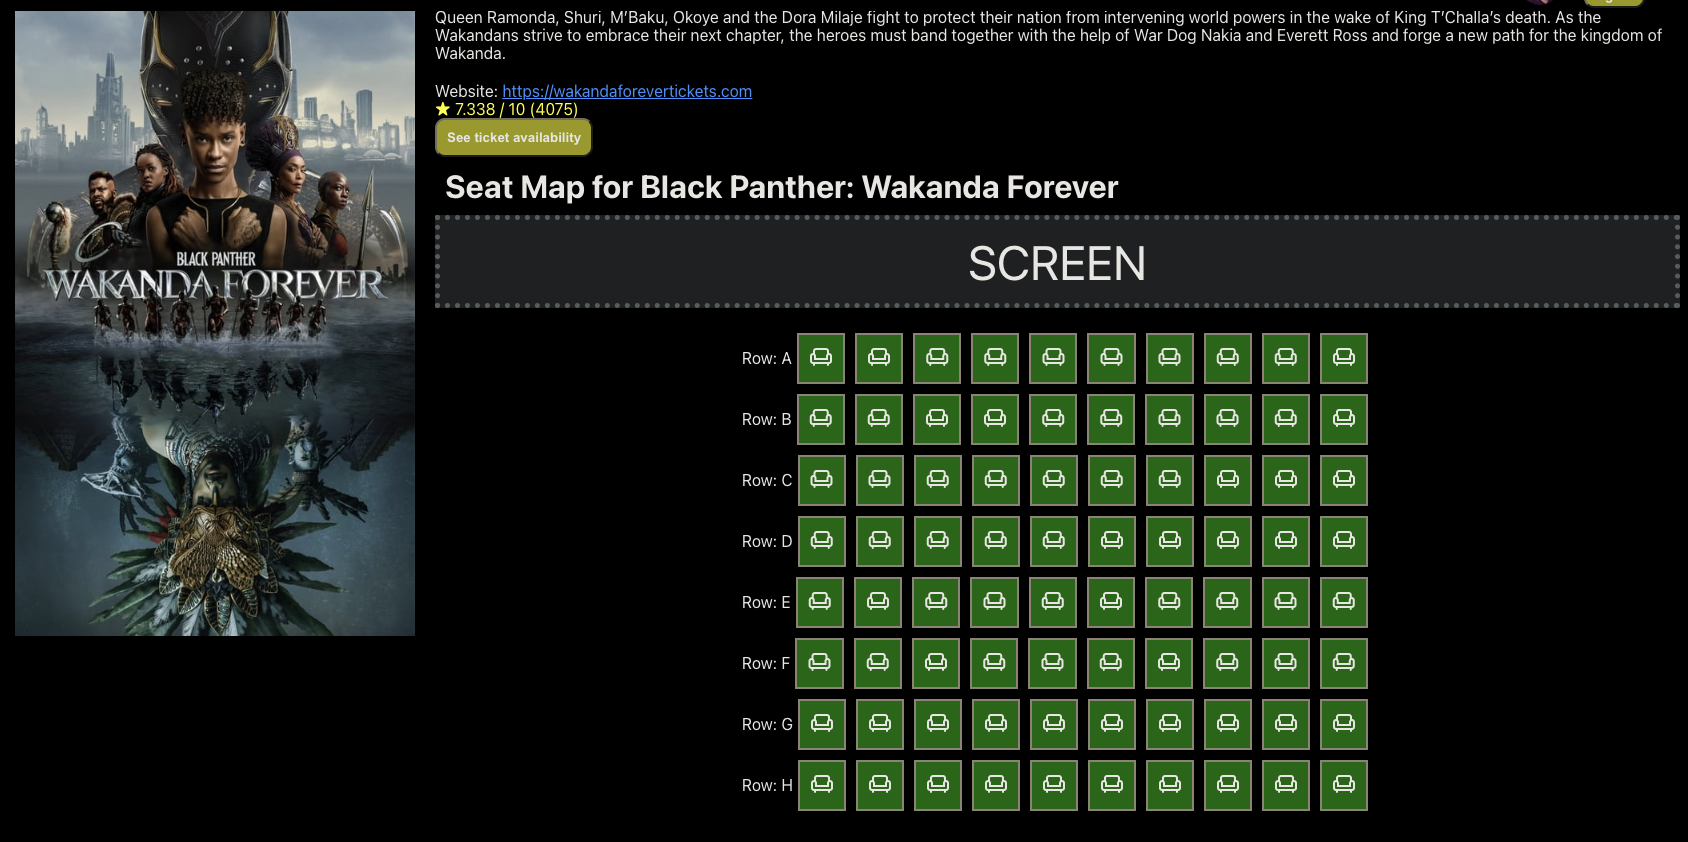 Queen Ramonda, Shuri, M’Baku, Okoye and the Dora Milaje fight to protect their nation from intervening world powers in the wake of King T’Challa’s death. As the
Wakandans strive to embrace their next chapter, the heroes must band together with the help of War Dog Nakia and Everett Ross and forge a new path for the kingdom of
Wakanda.
Website: https://wakandaforevertickets.com
7.338 / 10 (4075)
See ticket availability
Seat Map for Black Panther: Wakanda Forever
SCREEN
BLACK PANTHER
WAKANDA FOREVER
Row: A
Row: B
Row: C
Row: D
Row: E
Row: F
Row: G
Row: H